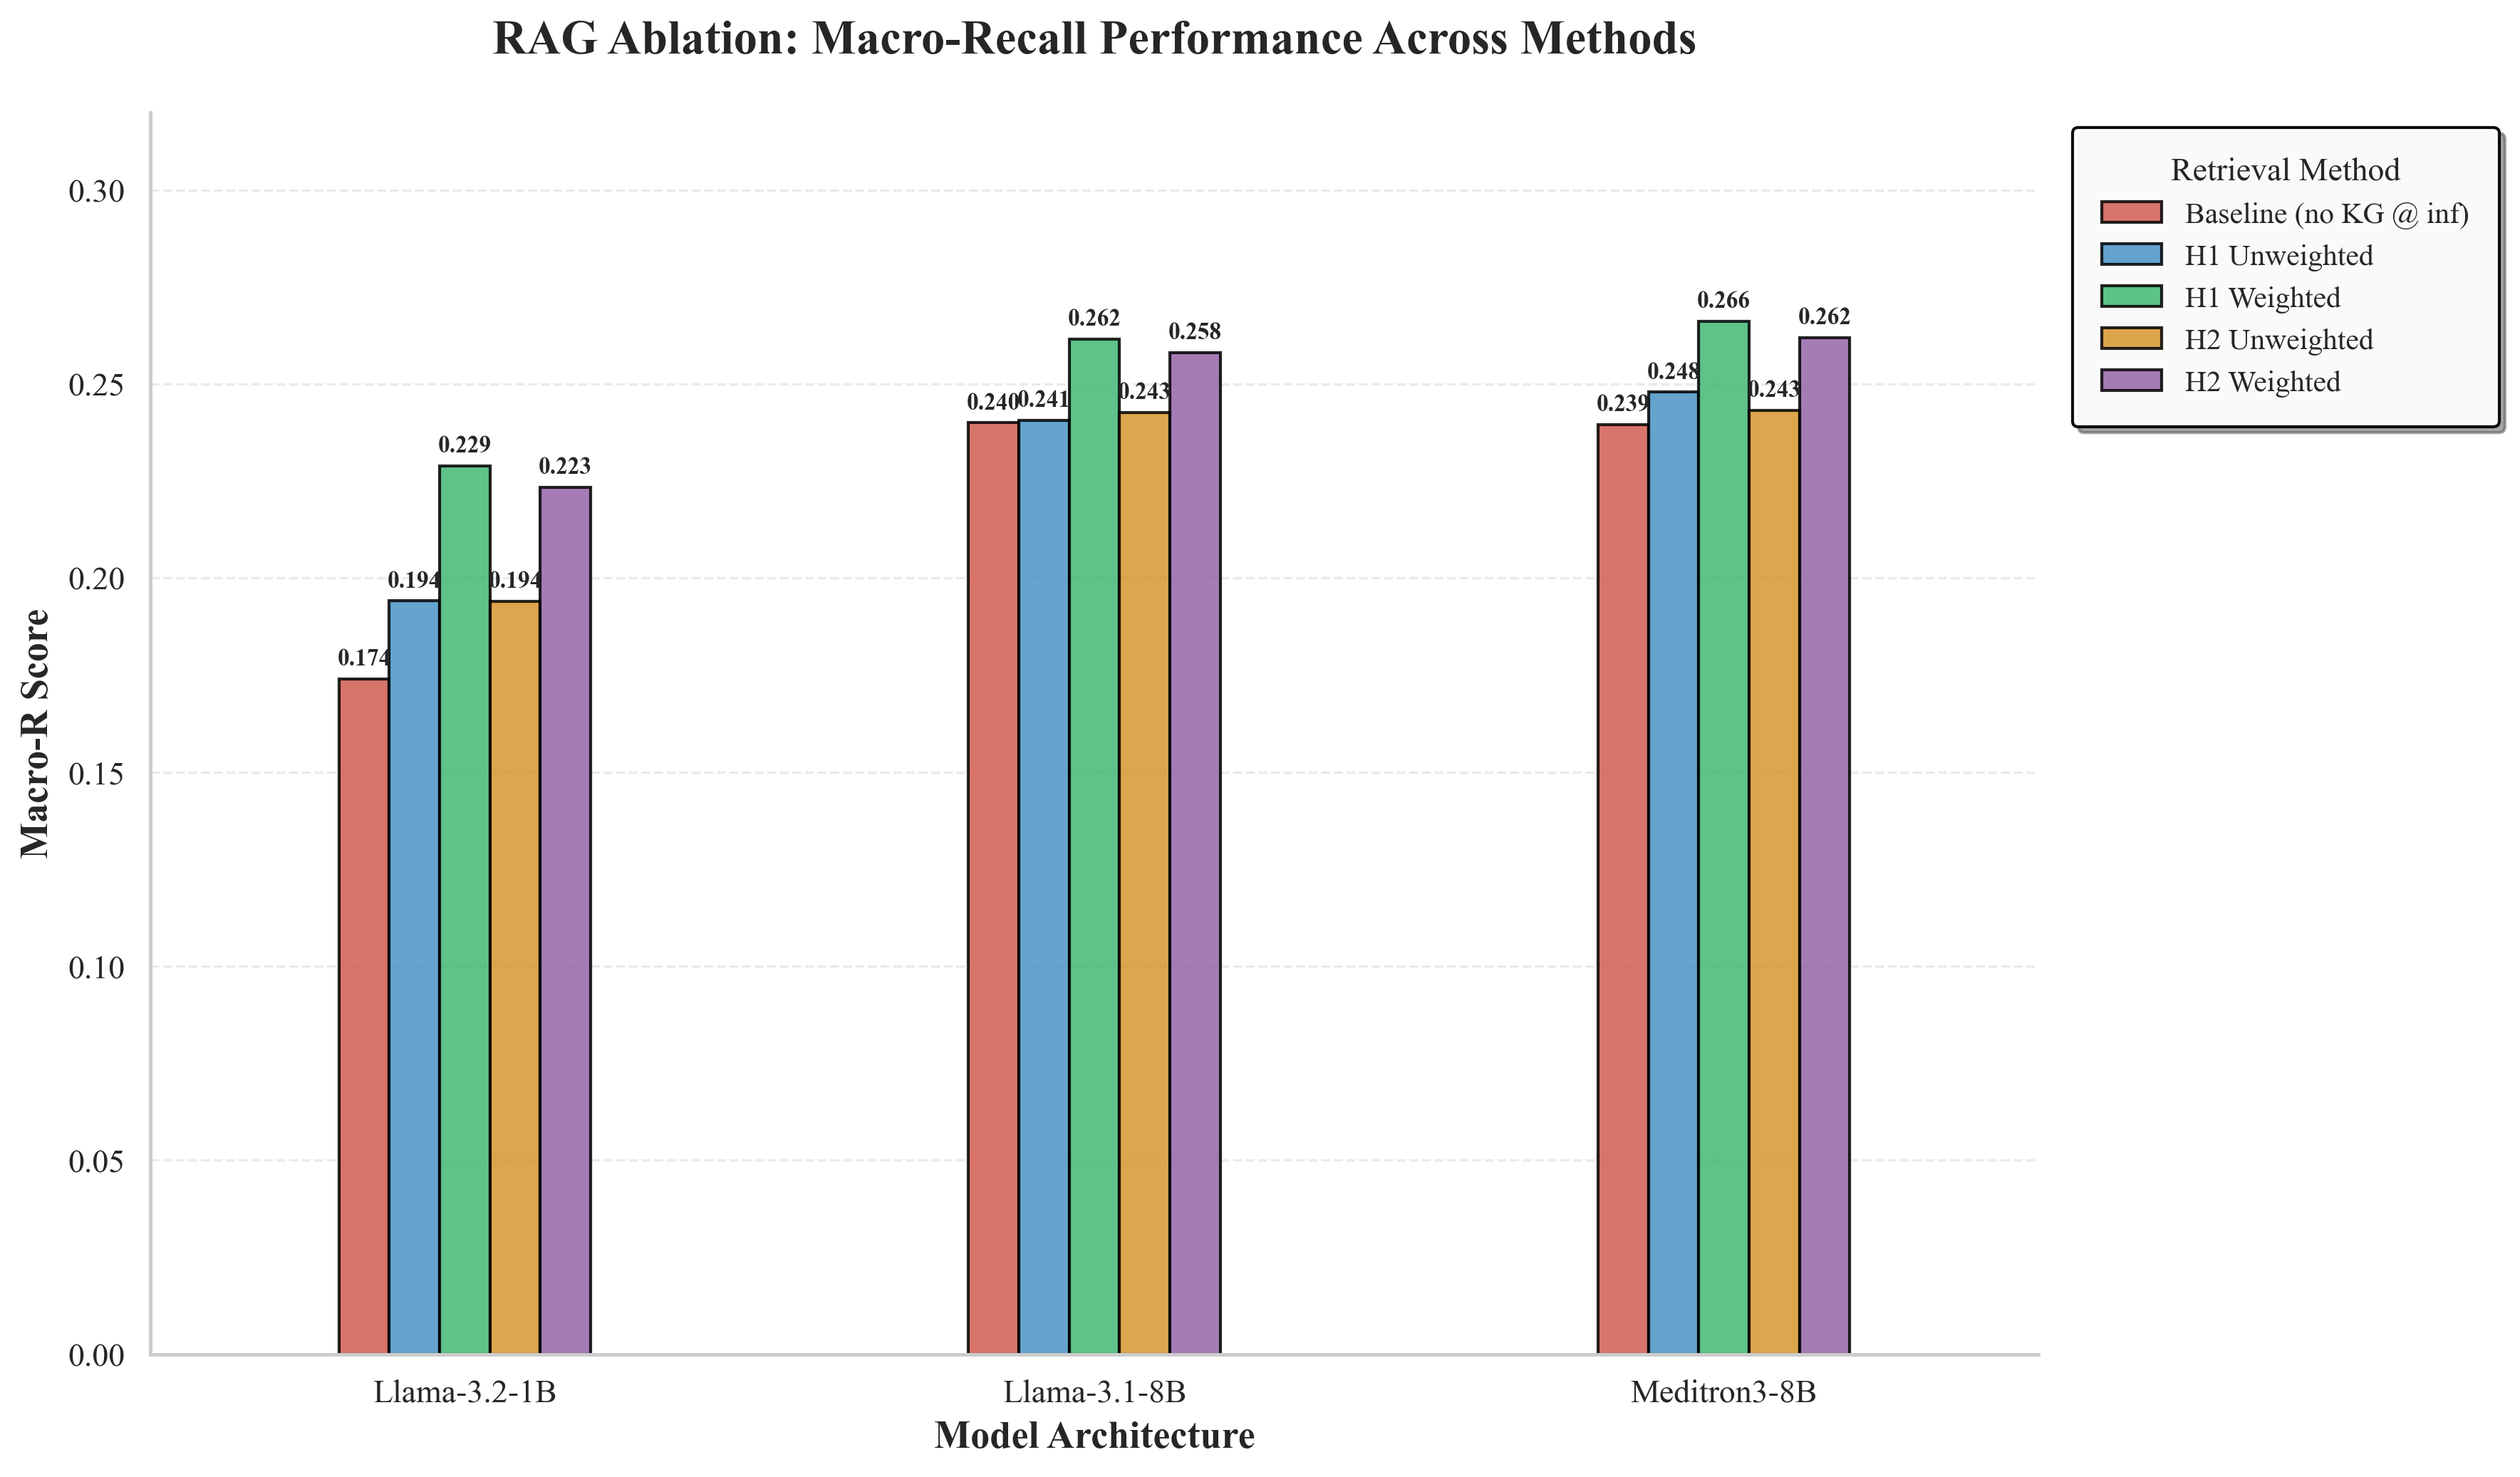 RAG Ablation: Macro-Recall Performance Across Methods
Retrieval Method
Baseline (no KG @ inf)
H1 Unweighted
H1 Weighted
H2 Unweighted
H2 Weighted
Macro-R Score
0.30
0.25
0.20
0.15
0.10
0.05
0.00
0.174
0.194
0.229
0.194
0.223
0.240
0.241
0.262
0.243
0.258
0.239
0.248
0.266
0.243
0.262
Llama-3.2-1B
Llama-3.1-8B
Meditron3-8B
Model Architecture